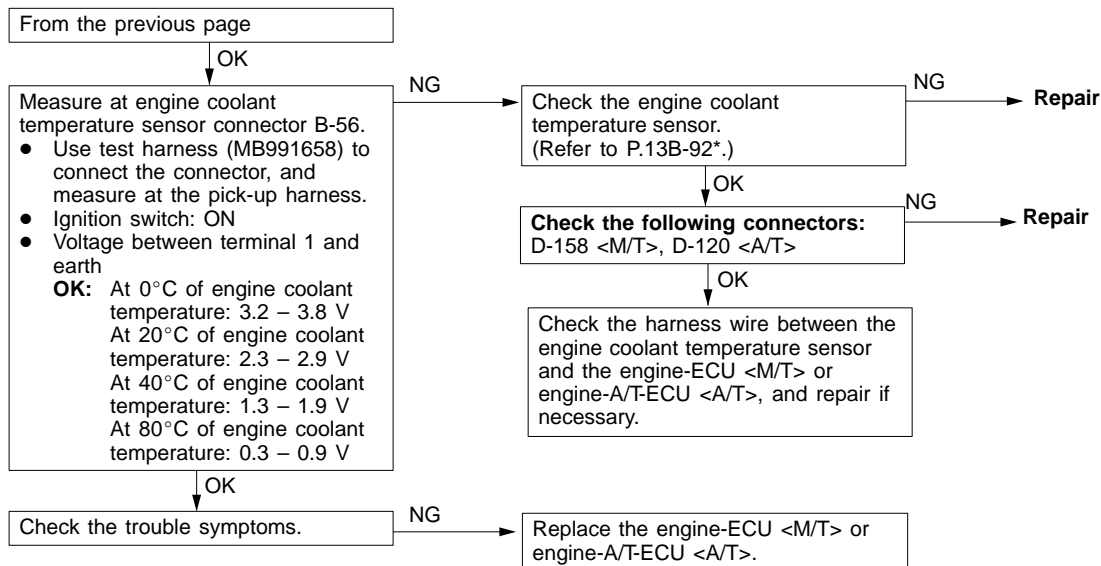 From the previous page
OK
Measure at engine coolant
temperature sensor connector B-56.
● Use test harness (MB991658) to
connect the connector, and
measure at the pick-up harness.
● Ignition switch: ON
● Voltage between terminal 1 and
earth
OK: At 0°C of engine coolant
temperature: 3.2 – 3.8 V
At 20°C of engine coolant
temperature: 2.3 – 2.9 V
At 40°C of engine coolant
temperature: 1.3 – 1.9 V
At 80°C of engine coolant
temperature: 0.3 – 0.9 V
NG
Check the engine coolant
temperature sensor.
(Refer to P.13B-92*.)
NG
Repair
OK
Check the following connectors:
D-158 <M/T>, D-120 <A/T>
NG
Repair
OK
Check the harness wire between the
engine coolant temperature sensor
and the engine-ECU <M/T> or
engine-A/T-ECU <A/T>, and repair if
necessary.
OK
Check the trouble symptoms.
NG
Replace the engine-ECU <M/T> or
engine-A/T-ECU <A/T>.